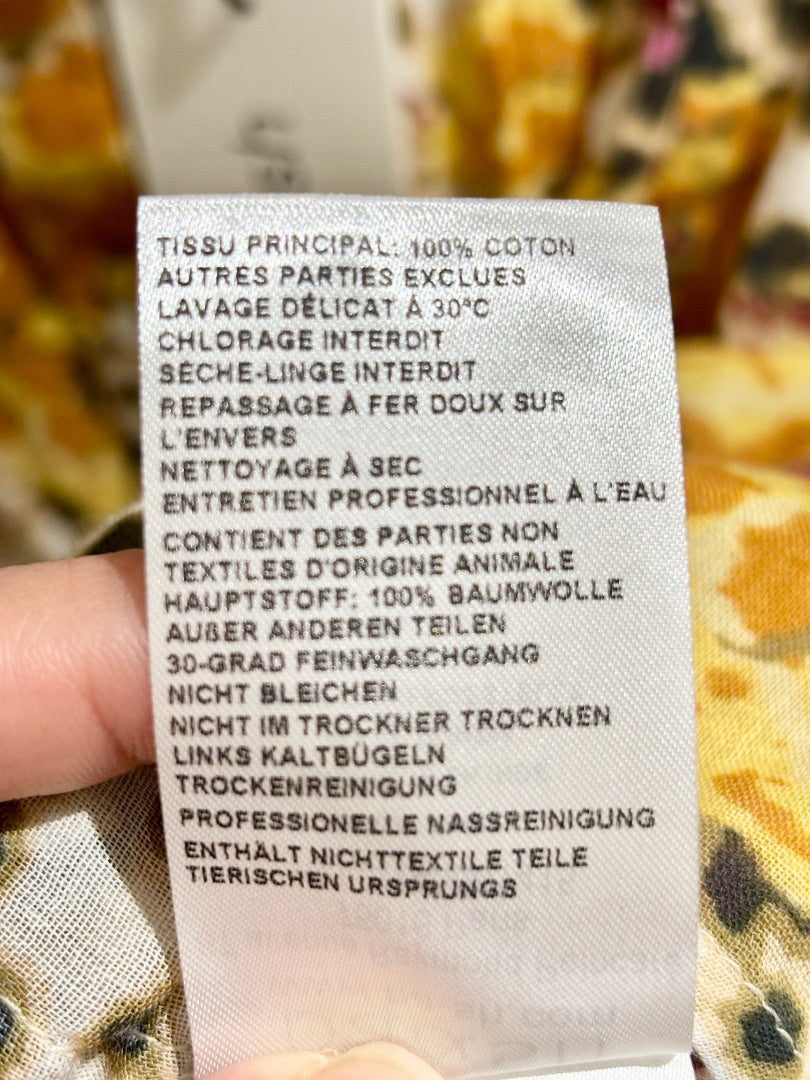 TISSU PRINCIPAL: 100% COTON
AUTRES PARTIES EXCLUES
LAVAGE DÉLICAT À 30°C
CHLORAGE INTERDIT
SÈCHE-LINGE INTERDIT
REPASSAGE À FER DOUX SUR
L'ENVERS
NETTOYAGE À SEC
ENTRETIEN PROFESSIONNEL À L'EAU
CONTIENT DES PARTIES NON
TEXTILES D'ORIGINE ANIMALE
HAUPTSTOFF: 100% BAUMWOLLE
AUßER ANDEREN TEILEN
30-GRAD FEINWASCHGANG
NICHT BLEICHEN
NICHT IM TROCKNER TROCKNEN
LINKS KALTBÜGELN
TROCKENREINIGUNG
PROFESSIONELLE NASSREINIGUNG
ENTHÄLT NICHTTEXTILE TEILE
TIERISCHEN URSPRUNGS